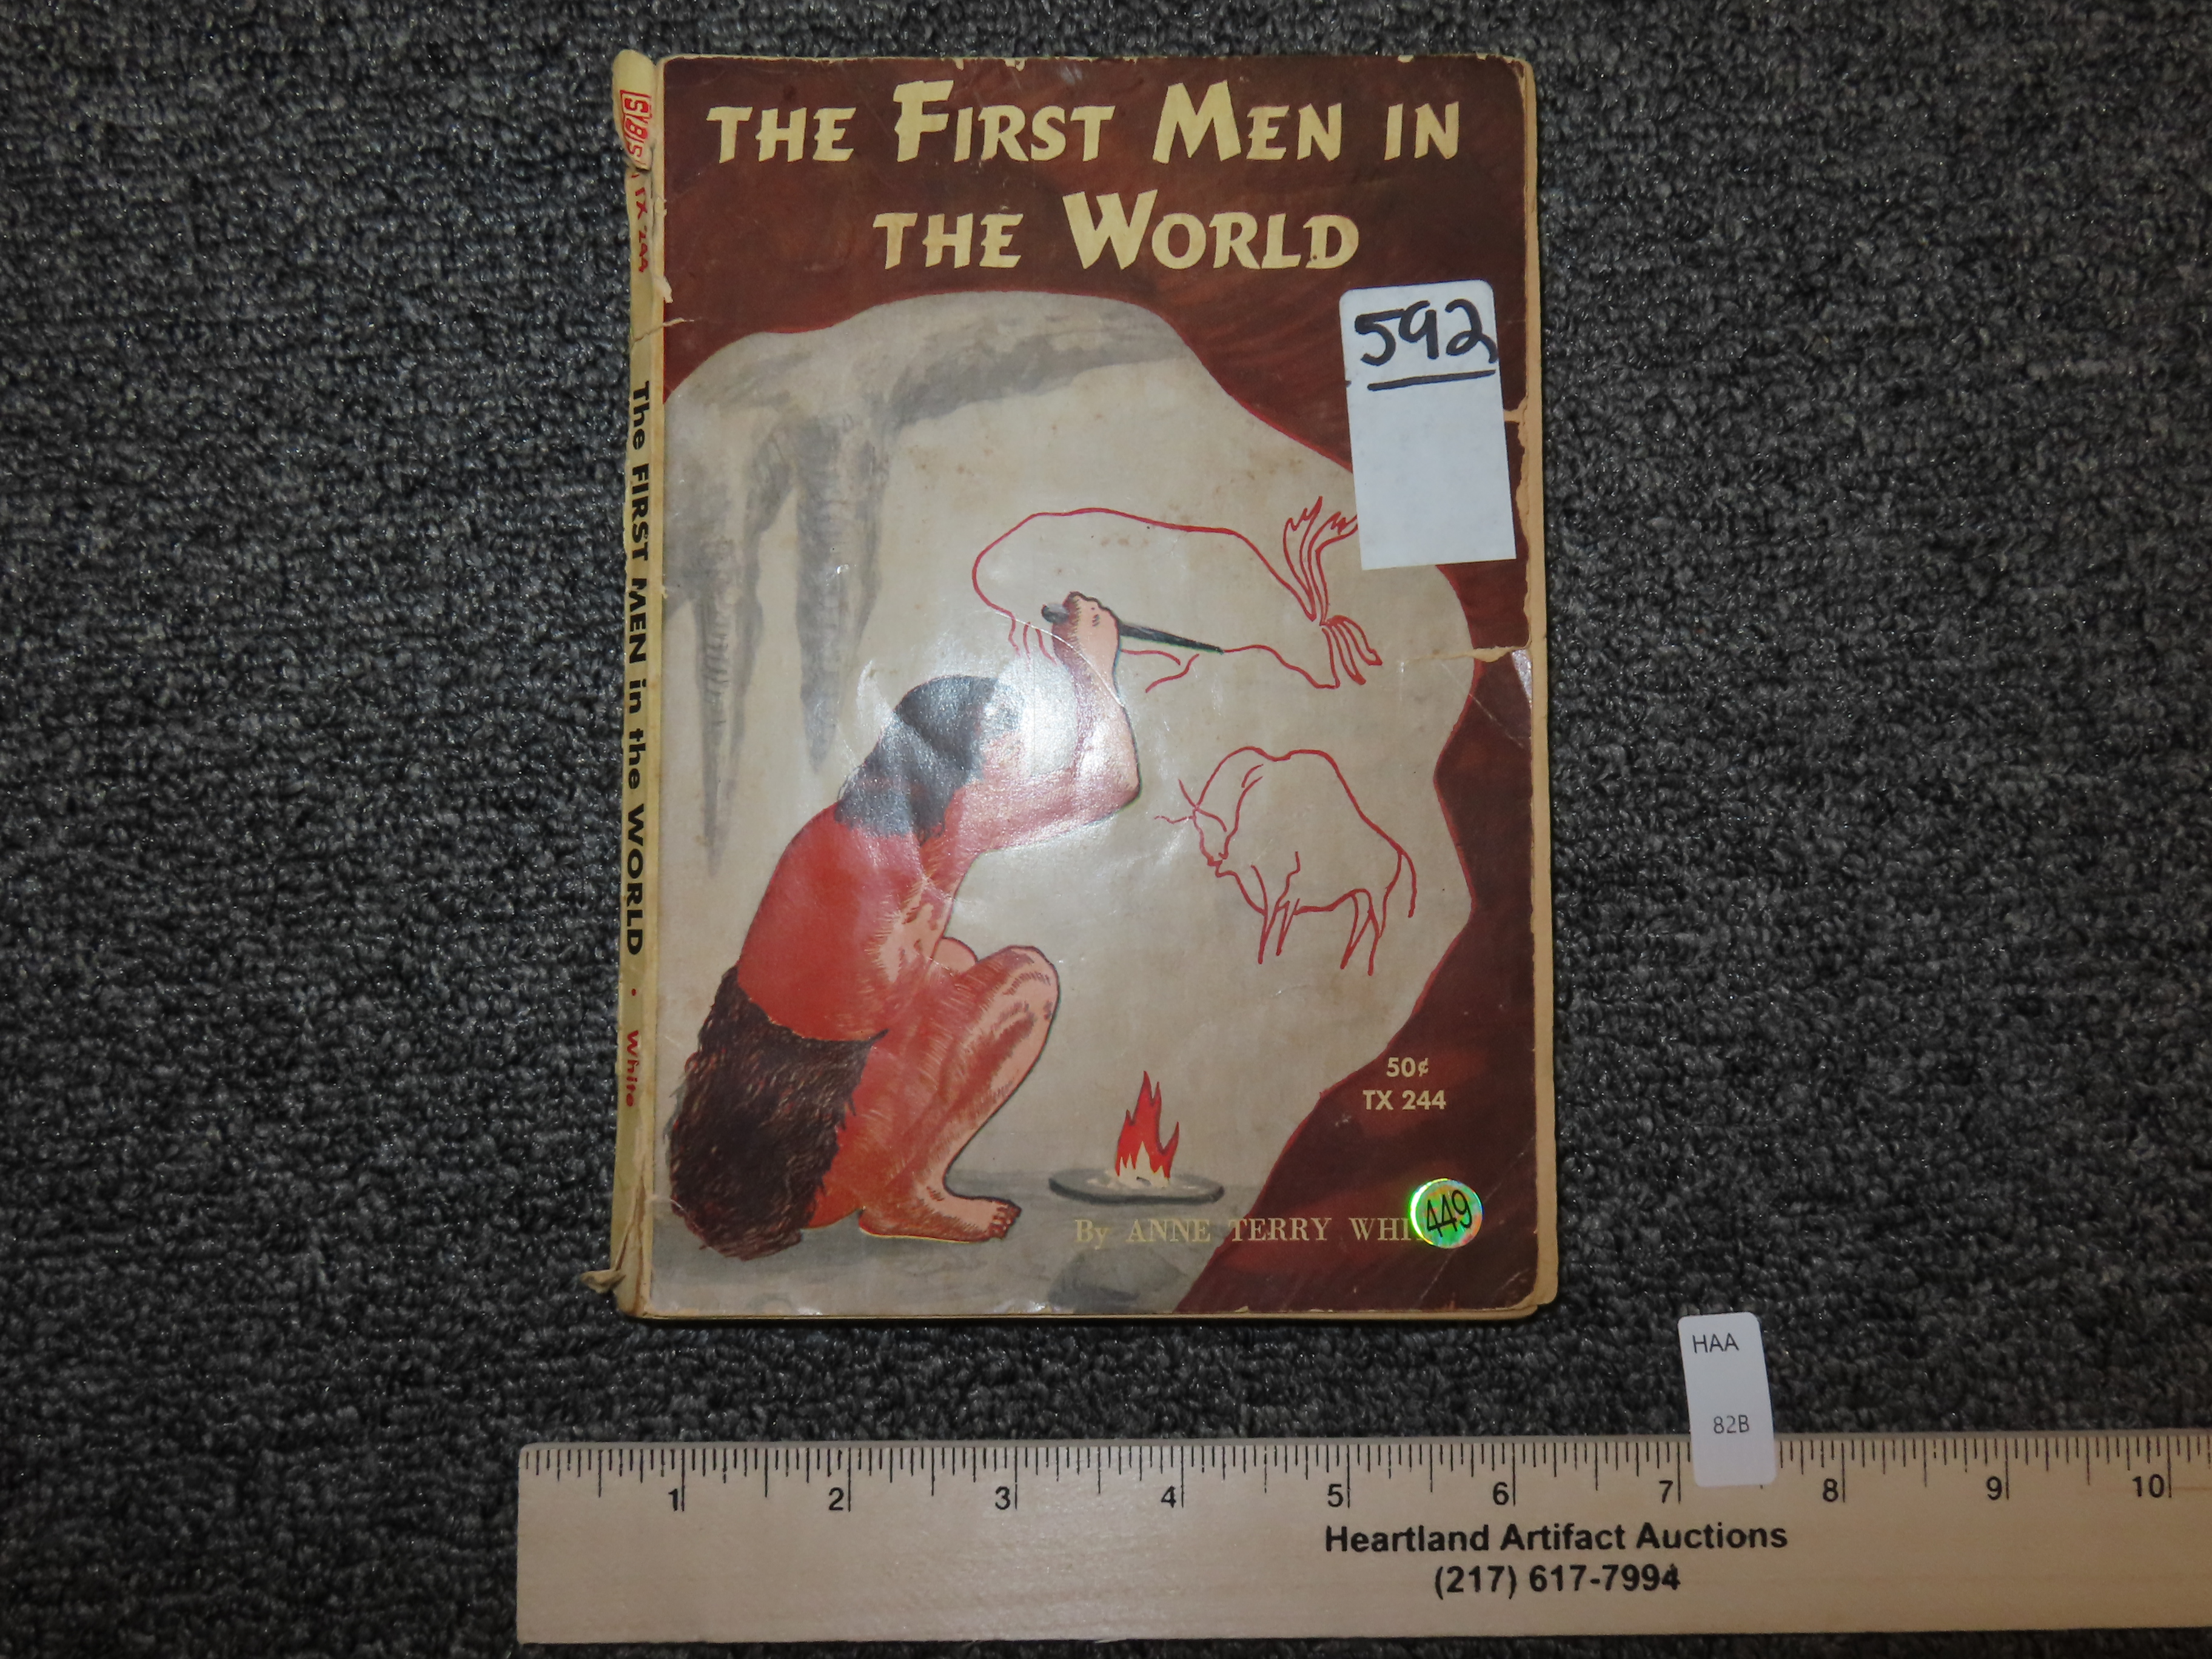 THE FIRST MEN IN
THE WORLD
592
50¢
TX 244
By ANNE TERRY
449
SBS TX 244
The FIRST MEN in the WORLD • White
HAA
82B
1 2 3 4 5 6 7 8 9 10
Heartland Artifact Auctions
(217) 617-7994